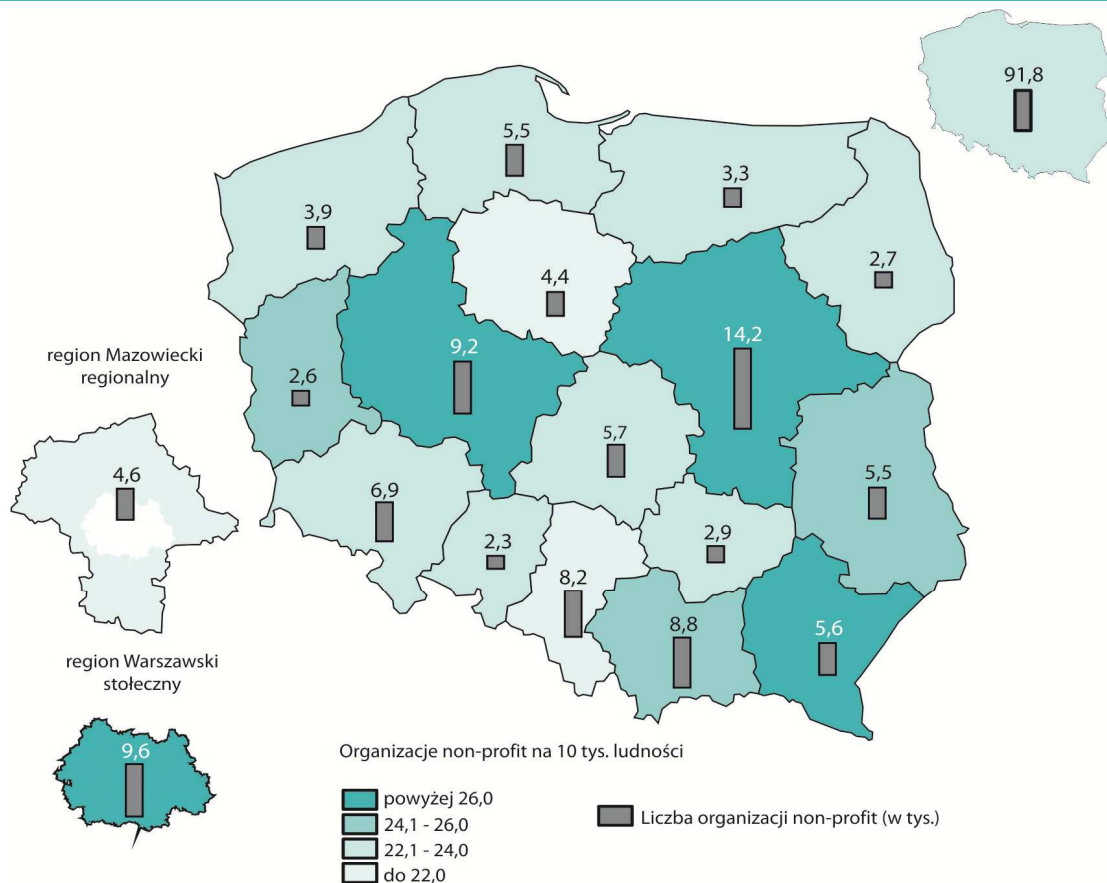 91,8
5,5
3,3
3,9
2,7
4,4
14,2
9,2
region Mazowiecki
regionalny
2,6
5,7
4,6
6,9
5,5
2,9
2,3
8,2
8,8
5,6
region Warszawski
stołeczny
9,6
Organizacje non-profit na 10 tys. ludności
powyżej 26,0
24,1 - 26,0
22,1 - 24,0
do 22,0
Liczba organizacji non-profit (w tys.)